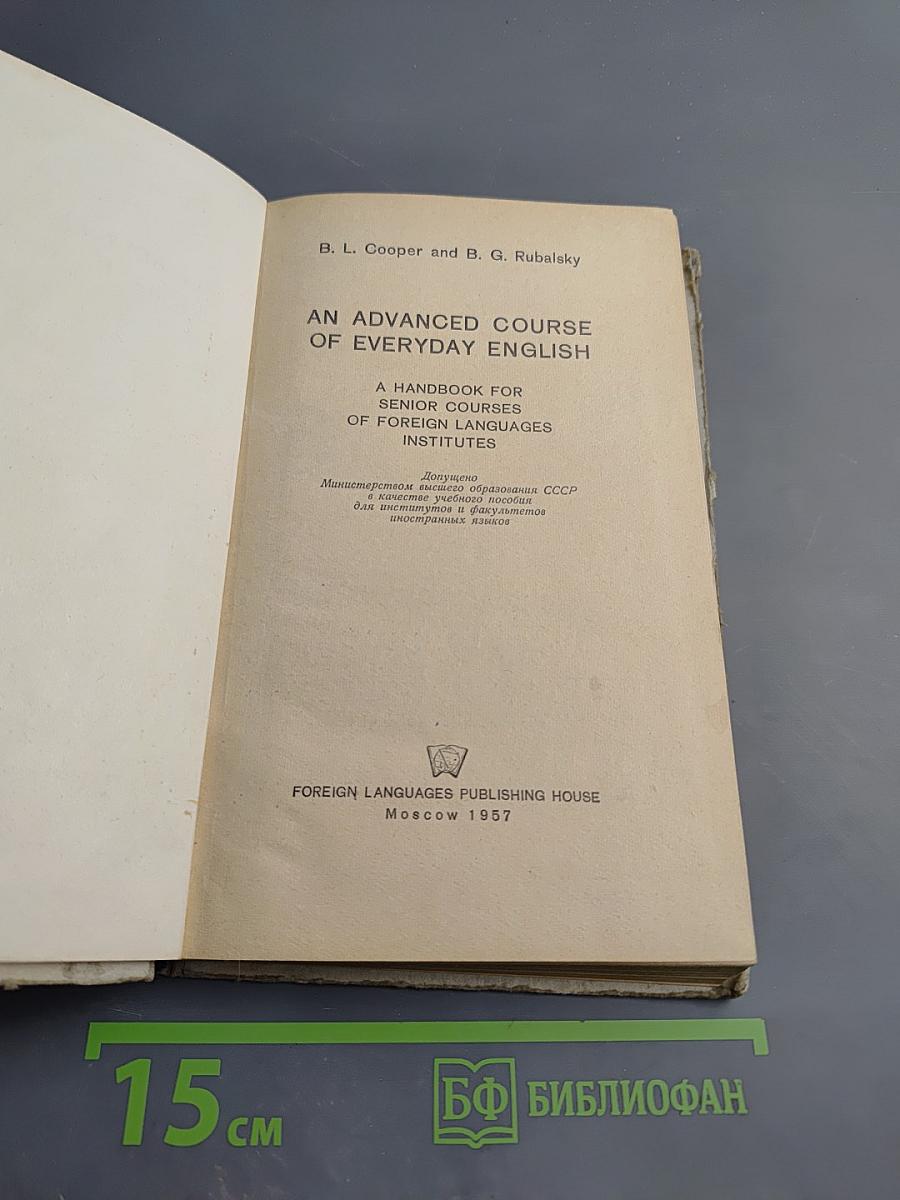 B. L. Cooper and B. G. Rubalsky
AN ADVANCED COURSE
OF EVERYDAY ENGLISH
A HANDBOOK FOR
SENIOR COURSES
OF FOREIGN LANGUAGES
INSTITUTES
Допущено
Министерством высшего образования СССР
в качестве учебного пособия
для институтов и факультетов
иностранных языков
FOREIGN LANGUAGES PUBLISHING HOUSE
Moscow 1957
15 см
БФ БИБЛИОФАН